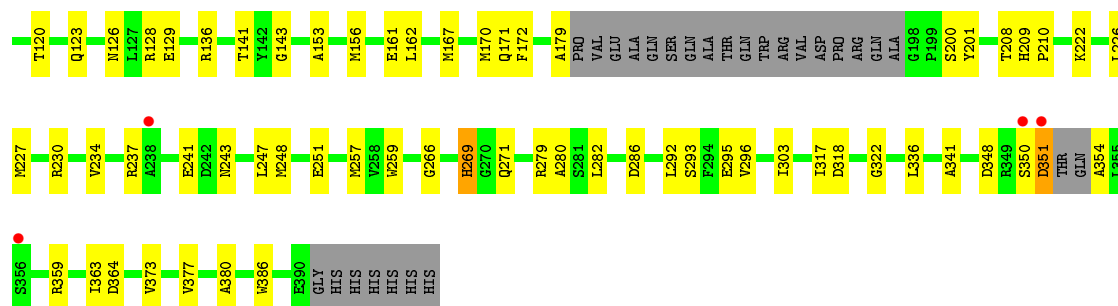 T120 Q123 N126 L127 R128 E129 R136 T141 Y142 G143 A153 M156 E161 L162 M167 M170 Q171 F172 A179 PRO VAL GLU ALA GLN SER GLN ALA THR GLN TRP ARG VAL ASP PRO ARG GLN ALA G198 P199 S200 Y201 T208 H209 P210 K222
M227 R230 V234 R237 A238 E241 D242 N243 L247 M248 E251 M257 V258 W259 G266 H269 G270 Q271 R279 A280 S281 L282 D286 L292 S293 F294 E295 V296 I303 I317 D318 G322 L336 A341 D348 R349 S350 D351 THR GLN A354 L355
S356 R359 I363 D364 V373 V377 A380 W386 E390 GLY HIS HIS HIS HIS HIS HIS